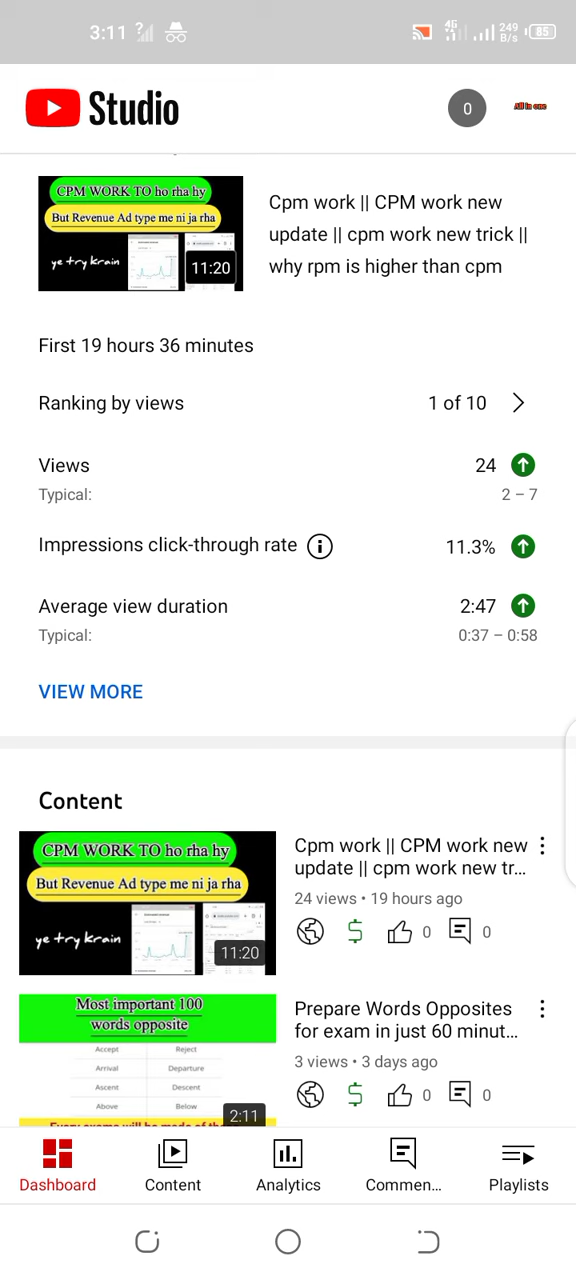 3:11
?
4G
249
B/s
85
Studio
0
All in one
CPM WORK TO ho rha hy
But Revenue Ad type me ni ja rha
ye try krain
11:20
Cpm work || CPM work new
update || cpm work new trick ||
why rpm is higher than cpm
First 19 hours 36 minutes
Ranking by views
1 of 10
Views
24
Typical:
2 – 7
Impressions click-through rate
11.3%
Average view duration
2:47
Typical:
0:37 – 0:58
VIEW MORE
Content
CPM WORK TO ho rha hy
But Revenue Ad type me ni ja rha
ye try krain
11:20
Cpm work || CPM work new
update || cpm work new tr...
24 views • 19 hours ago
0
0
Most important 100
words opposite
Accept Reject
Arrival Departure
Ascent Descent
Above Below
2:11
Prepare Words Opposites
for exam in just 60 minut...
3 views • 3 days ago
0
0
Dashboard
Content
Analytics
Commen...
Playlists